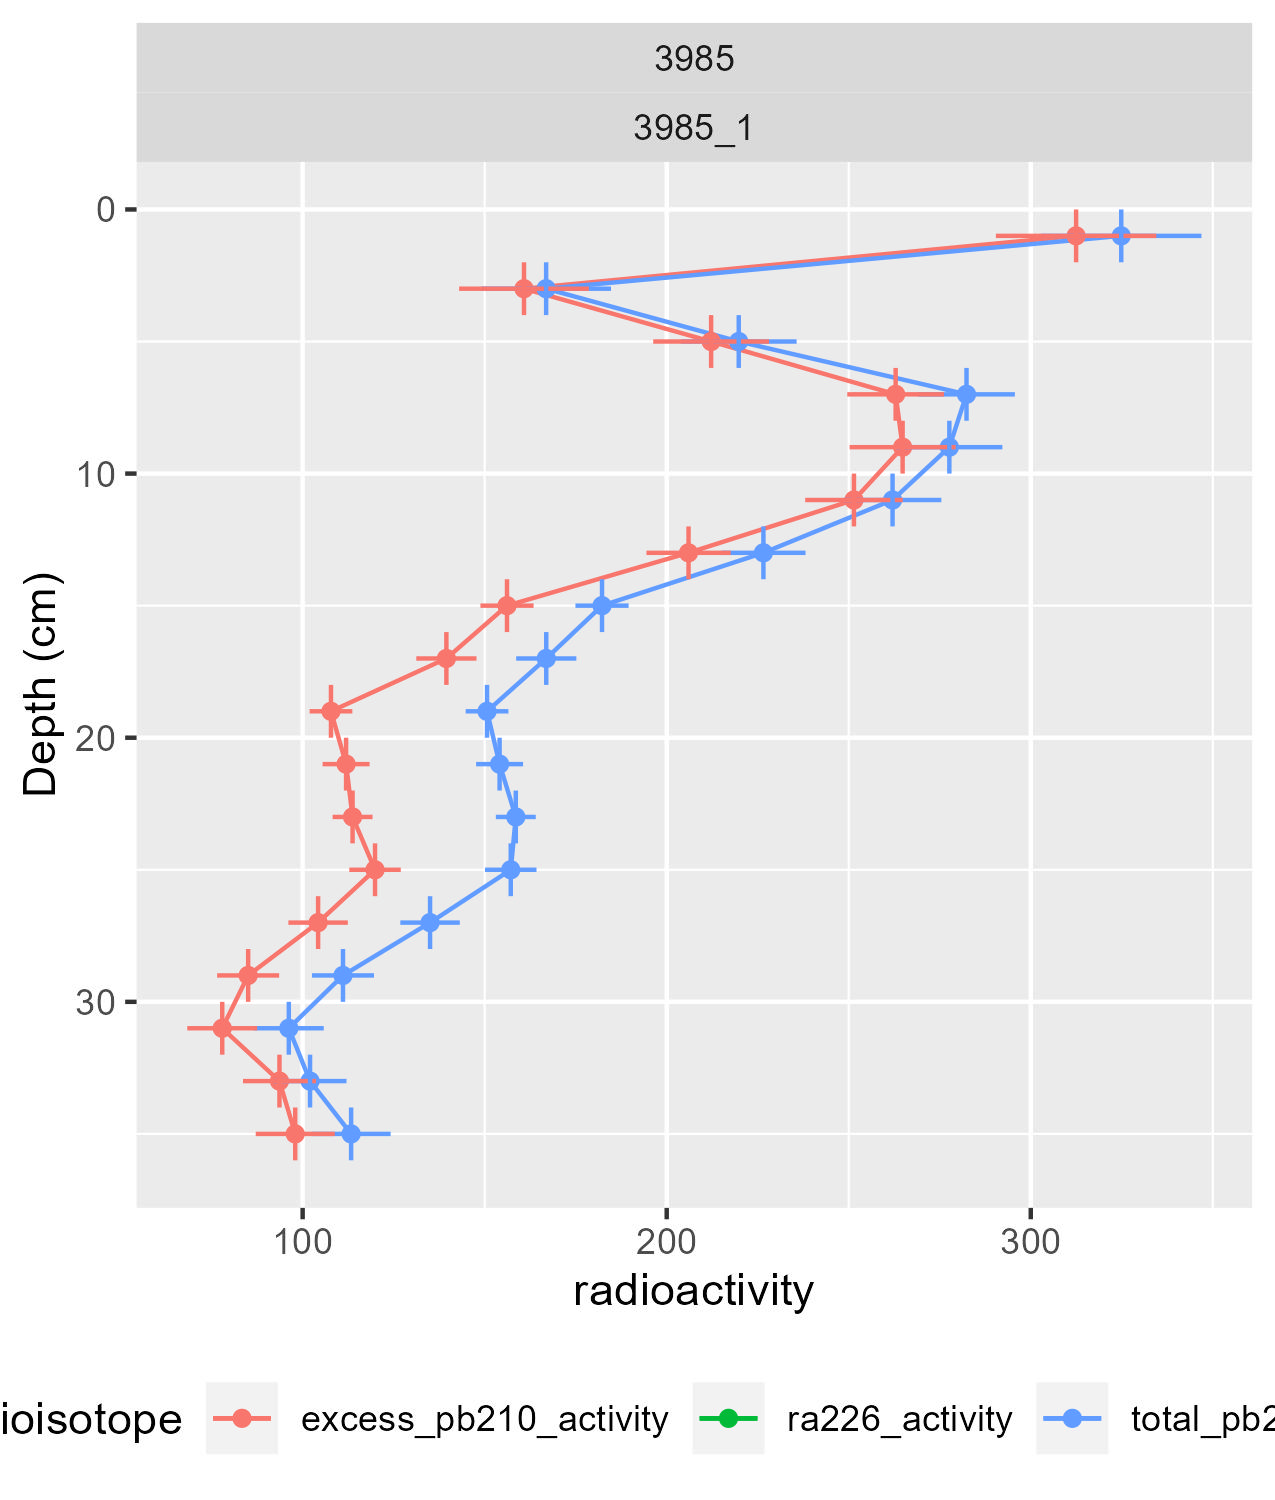 3985
3985_1
0
10
20
30
Depth (cm)
100 200 300
radioactivity
ioisotope excess_pb210_activity ra226_activity total_pb2